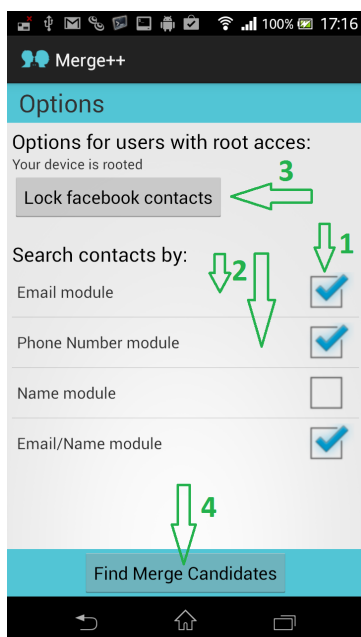 100% 17:16
Merge++
Options
Options for users with root acces:
Your device is rooted
3
Lock facebook contacts
1
Search contacts by:
2
Email module
Phone Number module
Name module
Email/Name module
4
Find Merge Candidates